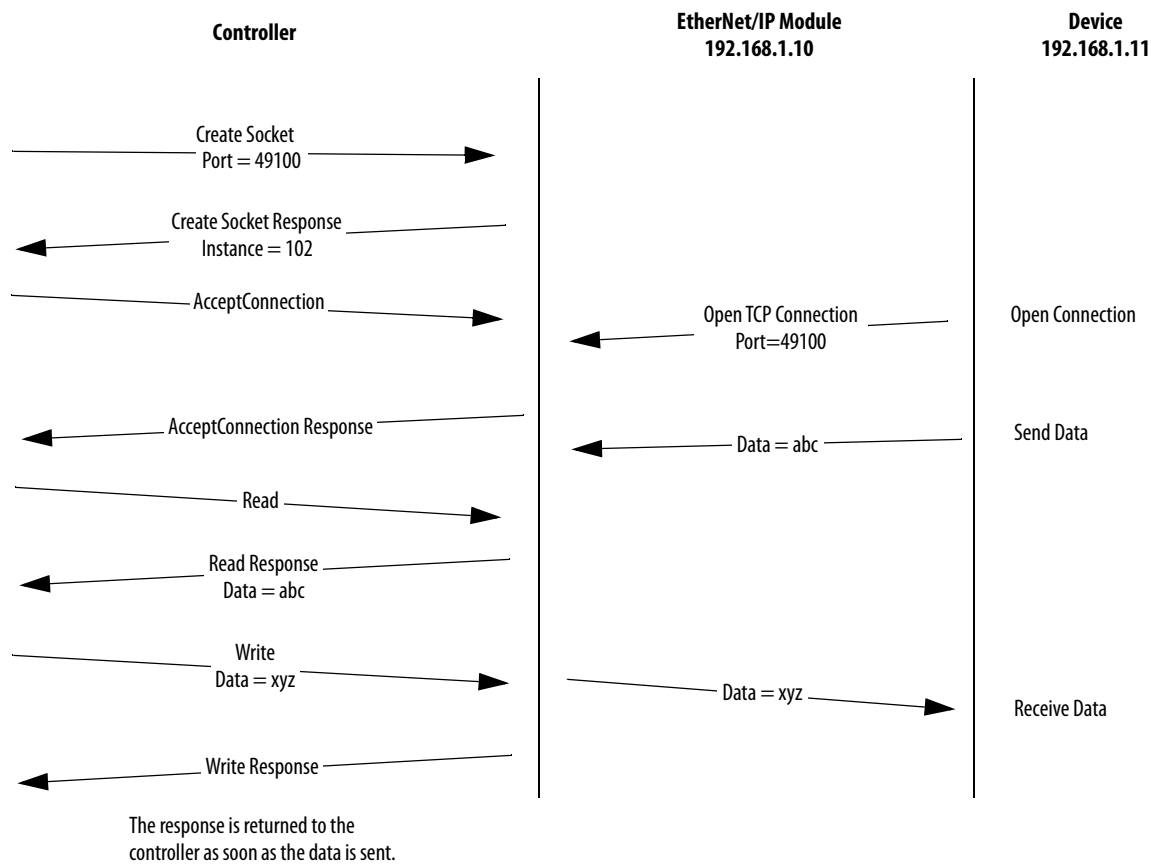 Controller
EtherNet/IP Module
192.168.1.10
Device
192.168.1.11
Create Socket
Port = 49100
Create Socket Response
Instance = 102
AcceptConnection
Open TCP Connection
Port=49100
Open Connection
AcceptConnection Response
Data = abc
Send Data
Read
Read Response
Data = abc
Write
Data = xyz
Data = xyz
Receive Data
Write Response
The response is returned to the
controller as soon as the data is sent.